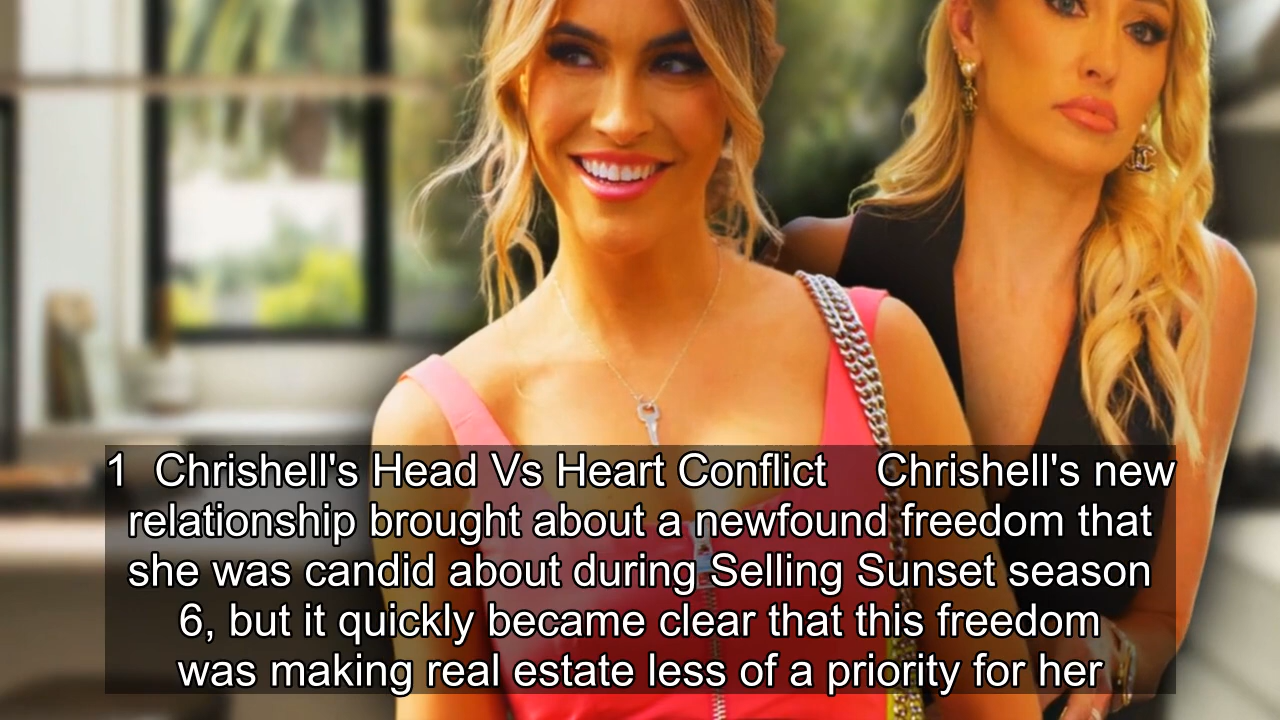 1  Chrishell's Head Vs Heart Conflict    Chrishell's new
relationship brought about a newfound freedom that
she was candid about during Selling Sunset season
6, but it quickly became clear that this freedom
was making real estate less of a priority for her